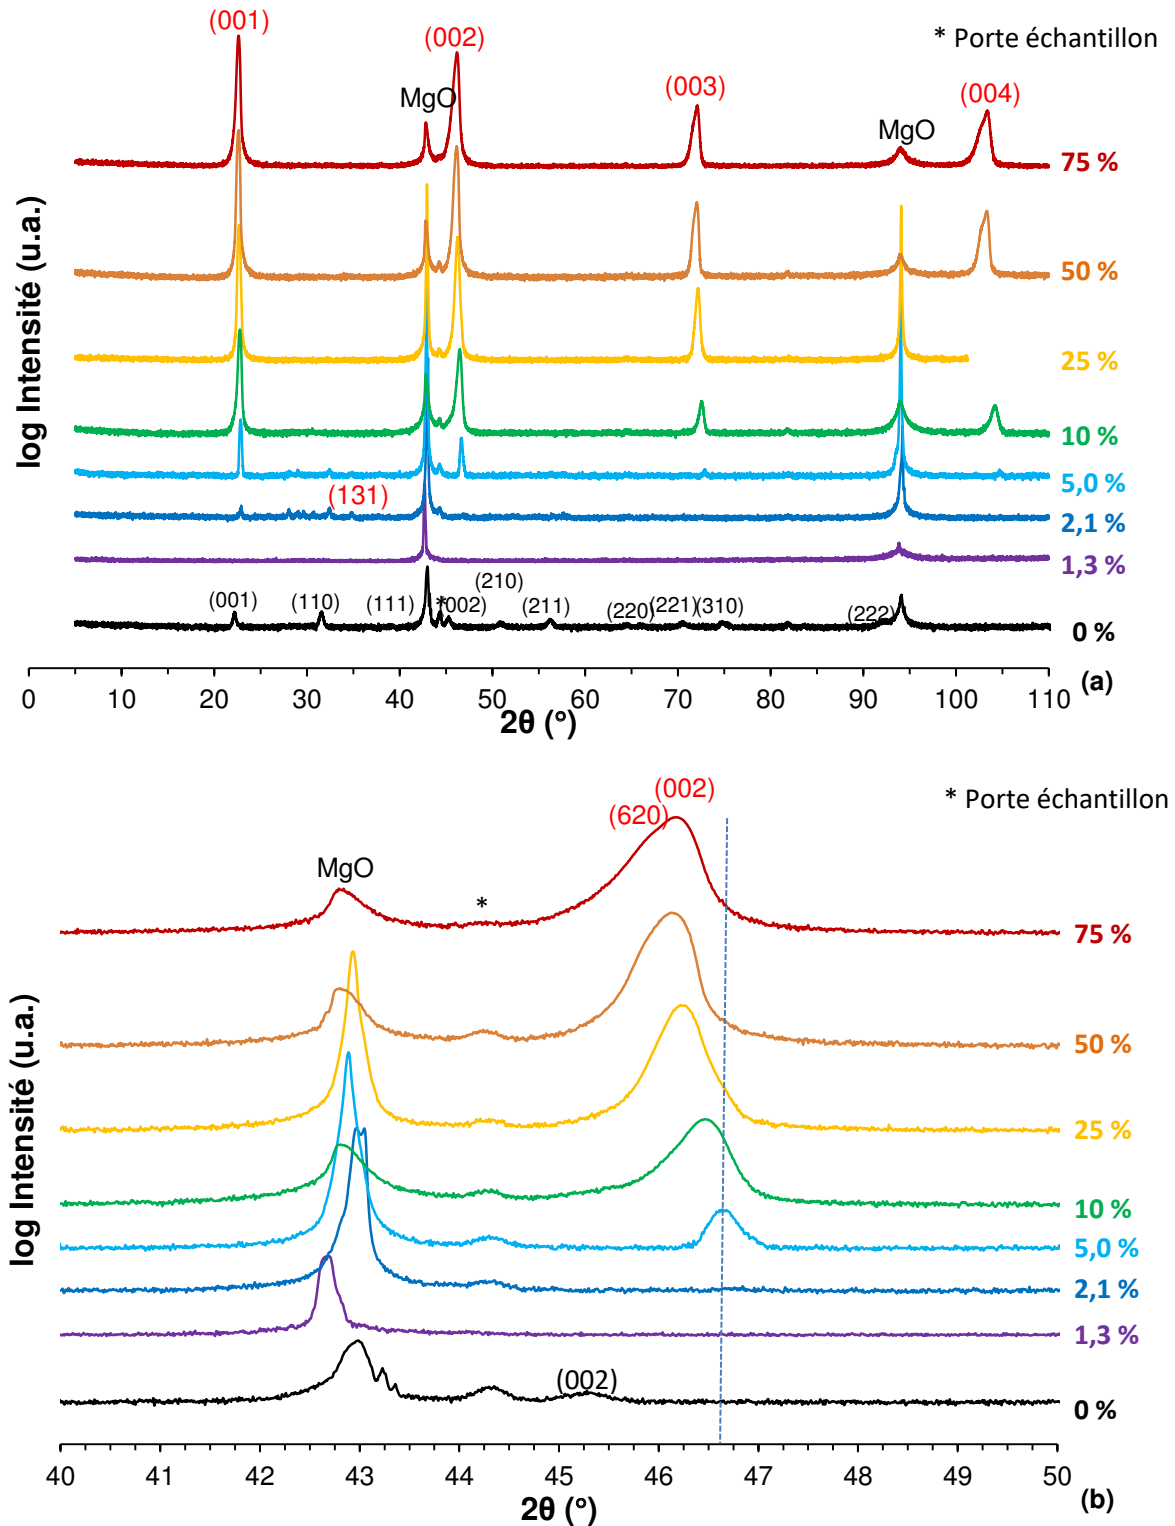 (001)
(002)
* Porte échantillon
MgO
(003)
(004)
MgO
75 %
50 %
25 %
10 %
5,0 %
(131)
2,1 %
1,3 %
(210)
(001)
(110)
(111)
*
(002)
(211)
(220)
(221)
(310)
(222)
0 %
log Intensité (u.a.)
0 10 20 30 40 50 60 70 80 90 100 110
2θ (°)
(a)
(002)
* Porte échantillon
(620)
MgO
*
75 %
50 %
25 %
10 %
5,0 %
2,1 %
1,3 %
(002)
0 %
log Intensité (u.a.)
40 41 42 43 44 45 46 47 48 49 50
2θ (°)
(b)